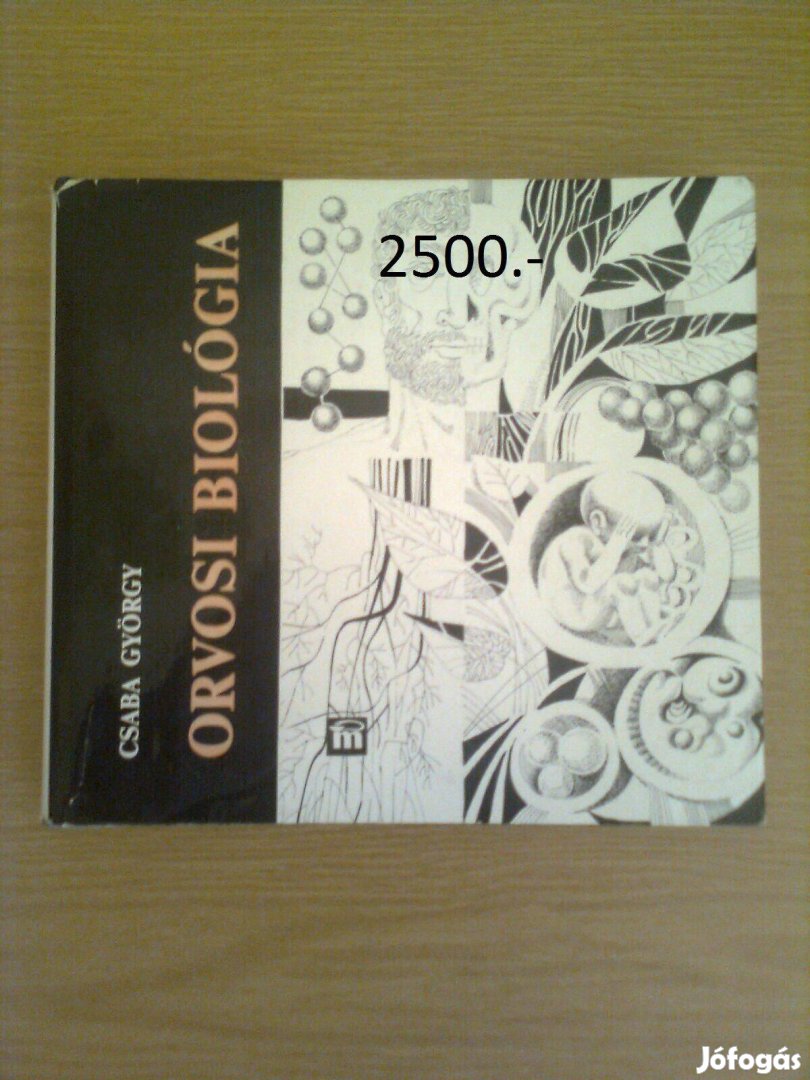 CSABA GYÖRGY
ORVOSI BIOLÓGIA
2500.-
Jófogás